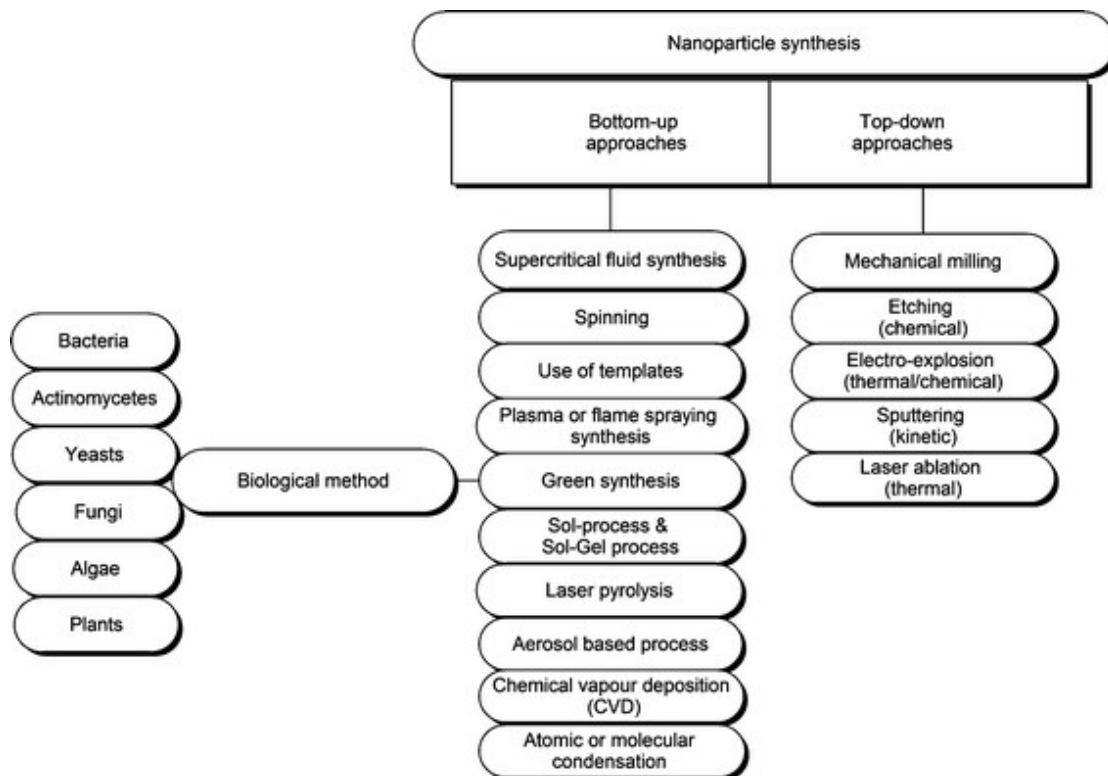 Nanoparticle synthesis
Bottom-up
approaches
Top-down
approaches
Supercritical fluid synthesis
Spinning
Use of templates
Plasma or flame spraying
synthesis
Green synthesis
Sol-process &
Sol-Gel process
Laser pyrolysis
Aerosol based process
Chemical vapour deposition
(CVD)
Atomic or molecular
condensation
Mechanical milling
Etching
(chemical)
Electro-explosion
(thermal/chemical)
Sputtering
(kinetic)
Laser ablation
(thermal)
Biological method
Bacteria
Actinomycetes
Yeasts
Fungi
Algae
Plants